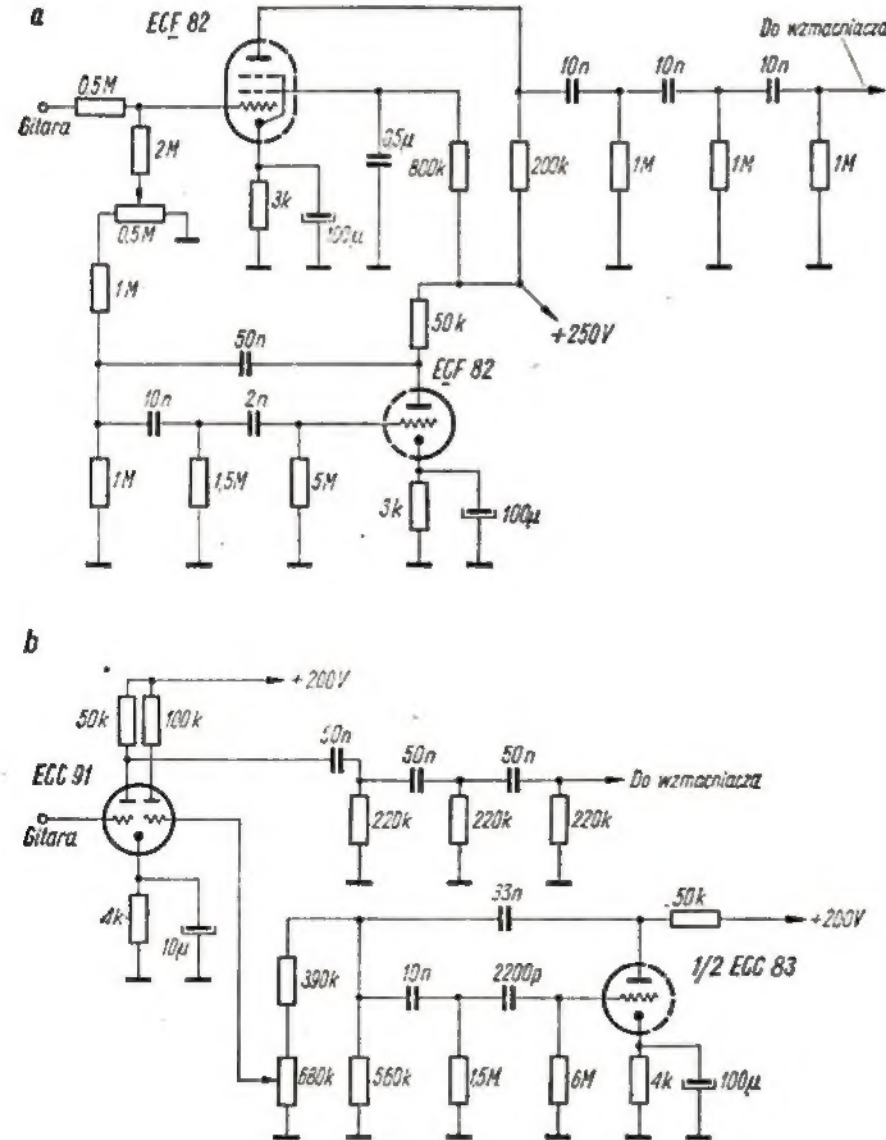 a
ECF 82
Do wzmacniacza
10n
10n
10n
0,5M
Gitara
2M
0,5μ
800k
200k
1M
1M
1M
3k
100μ
0,5M
1M
50k
+250V
50n
ECF 82
10n
2n
1M
1,5M
5M
3k
100μ
b
+200V
50k
100k
50n
50n
50n
ECC 91
Do wzmacniacza
Gitara
220k
220k
220k
4k
10μ
33n
50k
+200V
1/2 ECC 83
390k
10n
2200p
680k
560k
1,5M
6M
4k
100μ